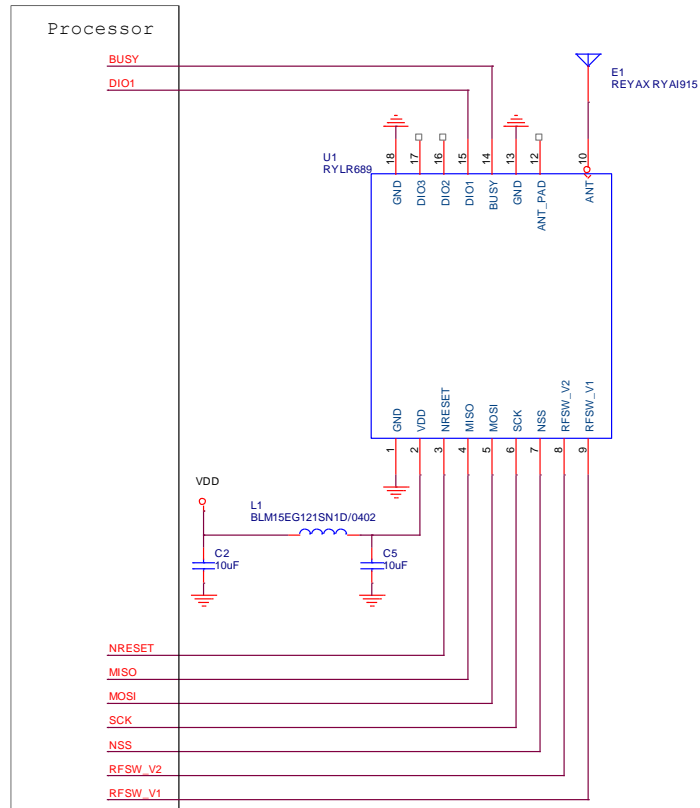 Processor
BUSY
DIO1
E1
REYAX RYAI915
U1
RYLR689
18
17
16
15
14
13
12
10
GND
DIO3
DIO2
DIO1
BUSY
GND
ANT_PAD
ANT
GND
VDD
NRESET
MISO
MOSI
SCK
NSS
RFSW_V2
RFSW_V1
1
2
3
4
5
6
7
8
9
VDD
L1
BLM15EG121SN1D/0402
C2
10uF
C5
10uF
NRESET
MISO
MOSI
SCK
NSS
RFSW_V2
RFSW_V1